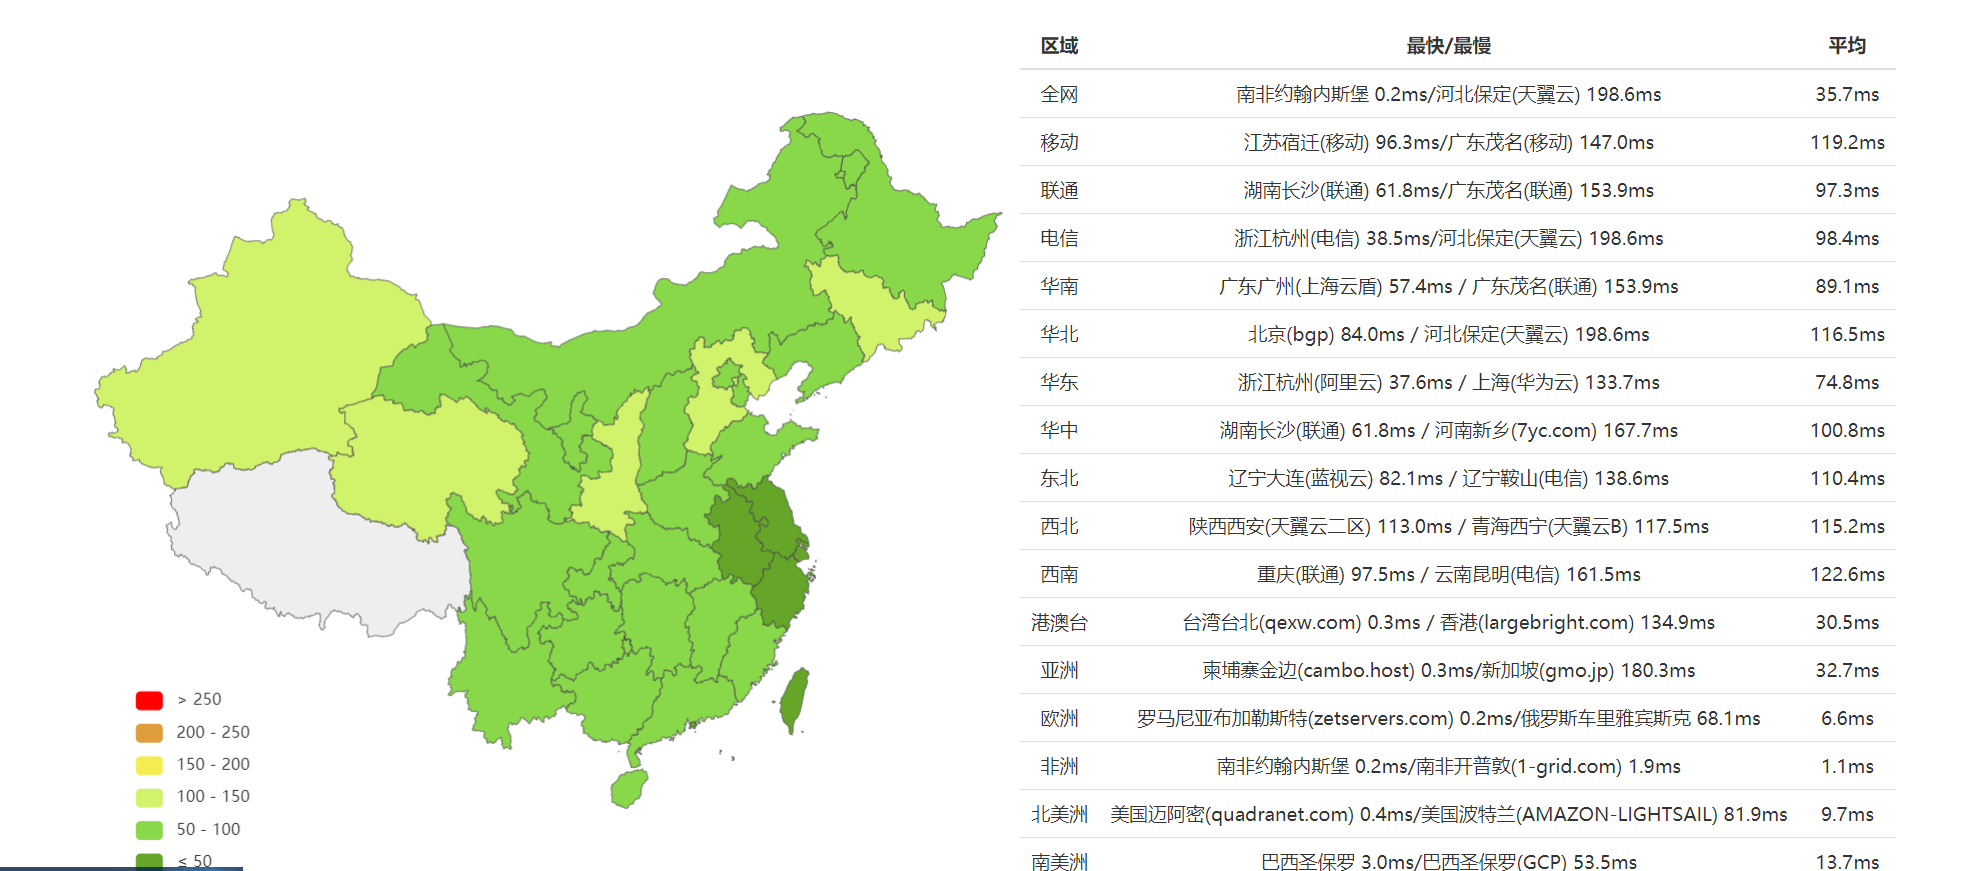 区域 最快/最慢 平均
全网 南非约翰内斯堡 0.2ms/河北保定(天翼云) 198.6ms 35.7ms
移动 江苏宿迁(移动) 96.3ms/广东茂名(移动) 147.0ms 119.2ms
联通 湖南长沙(联通) 61.8ms/广东茂名(联通) 153.9ms 97.3ms
电信 浙江杭州(电信) 38.5ms/河北保定(天翼云) 198.6ms 98.4ms
华南 广东广州(上海云盾) 57.4ms / 广东茂名(联通) 153.9ms 89.1ms
华北 北京(bgp) 84.0ms / 河北保定(天翼云) 198.6ms 116.5ms
华东 浙江杭州(阿里云) 37.6ms / 上海(华为云) 133.7ms 74.8ms
华中 湖南长沙(联通) 61.8ms / 河南新乡(7yc.com) 167.7ms 100.8ms
东北 辽宁大连(蓝视云) 82.1ms / 辽宁鞍山(电信) 138.6ms 110.4ms
西北 陕西西安(天翼云二区) 113.0ms / 青海西宁(天翼云B) 117.5ms 115.2ms
西南 重庆(联通) 97.5ms / 云南昆明(电信) 161.5ms 122.6ms
港澳台 台湾台北(qexw.com) 0.3ms / 香港(largebright.com) 134.9ms 30.5ms
亚洲 柬埔寨金边(cambo.host) 0.3ms/新加坡(gmo.jp) 180.3ms 32.7ms
欧洲 罗马尼亚布加勒斯特(zetservers.com) 0.2ms/俄罗斯车里雅宾斯克 68.1ms 6.6ms
非洲 南非约翰内斯堡 0.2ms/南非开普敦(1-grid.com) 1.9ms 1.1ms
北美洲 美国迈阿密(quadranet.com) 0.4ms/美国波特兰(AMAZON-LIGHTSAIL) 81.9ms 9.7ms
南美洲 巴西圣保罗 3.0ms/巴西圣保罗(GCP) 53.5ms 13.7ms
> 250
200 - 250
150 - 200
100 - 150
50 - 100
≤ 50